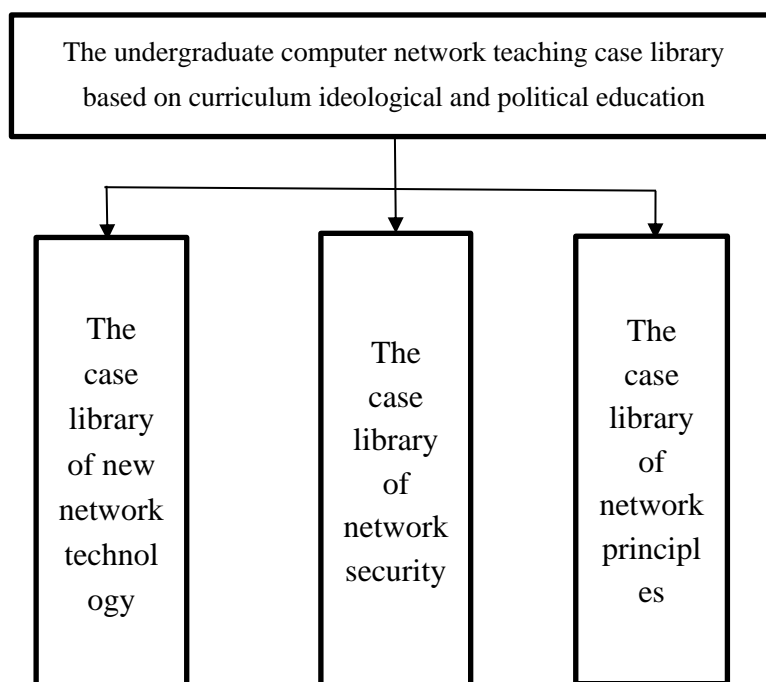 The undergraduate computer network teaching case library
based on curriculum ideological and political education
The
case
library
of new
network
technol
ogy
The
case
library
of
network
security
The
case
library
of
network
principl
es